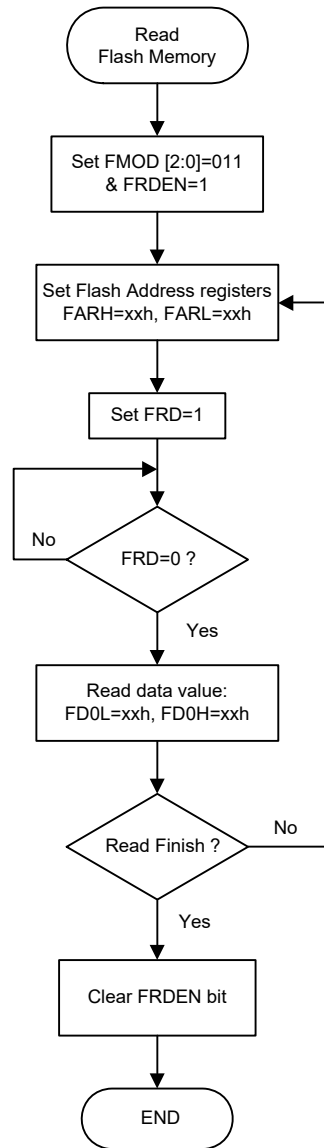 Read
Flash Memory
Set FMOD [2:0]=011
& FRDEN=1
Set Flash Address registers
FARH=xxh, FARL=xxh
Set FRD=1
No
FRD=0 ?
Yes
Read data value:
FD0L=xxh, FD0H=xxh
No
Read Finish ?
Yes
Clear FRDEN bit
END